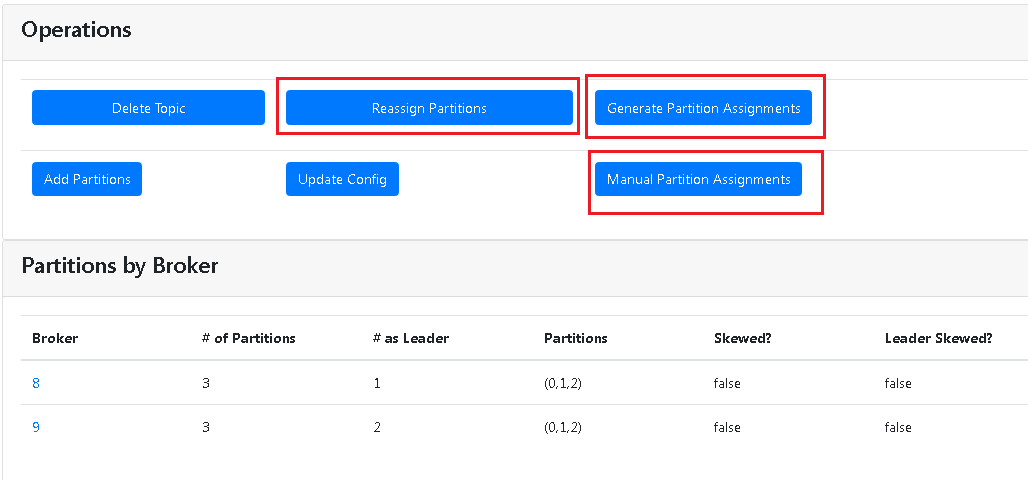 Operations
Delete Topic Reassign Partitions Generate Partition Assignments
Add Partitions Update Config Manual Partition Assignments
Partitions by Broker
Broker # of Partitions # as Leader Partitions Skewed? Leader Skewed?
8 3 1 (0,1,2) false false
9 3 2 (0,1,2) false false